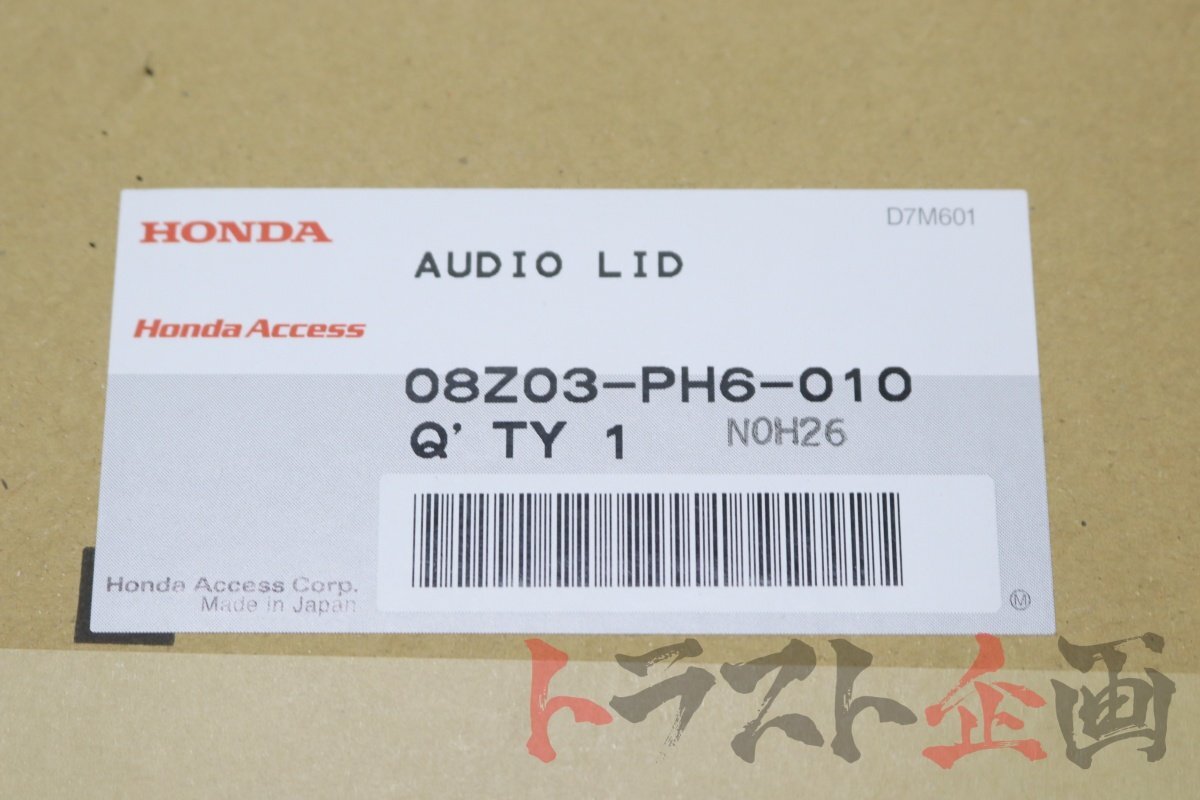 HONDA
D7M601
AUDIO LID
Honda Access
08Z03-PH6-010
Q' TY 1
N0H26
Honda Access Corp.
Made in Japan
M
トラスト企画